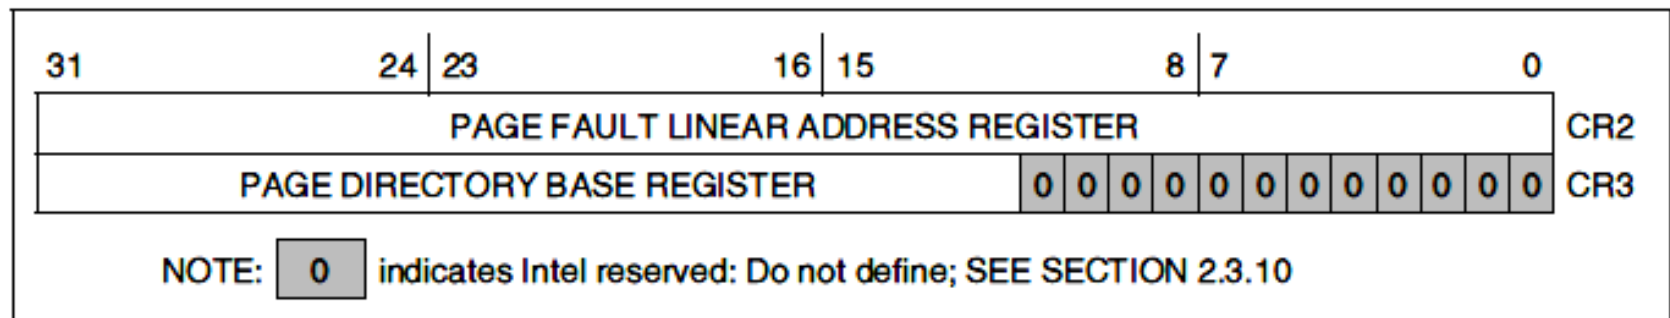 31 24 23 16 15 8 7 0
PAGE FAULT LINEAR ADDRESS REGISTER CR2
PAGE DIRECTORY BASE REGISTER 0 0 0 0 0 0 0 0 0 0 0 0 CR3
NOTE: 0 indicates Intel reserved: Do not define; SEE SECTION 2.3.10